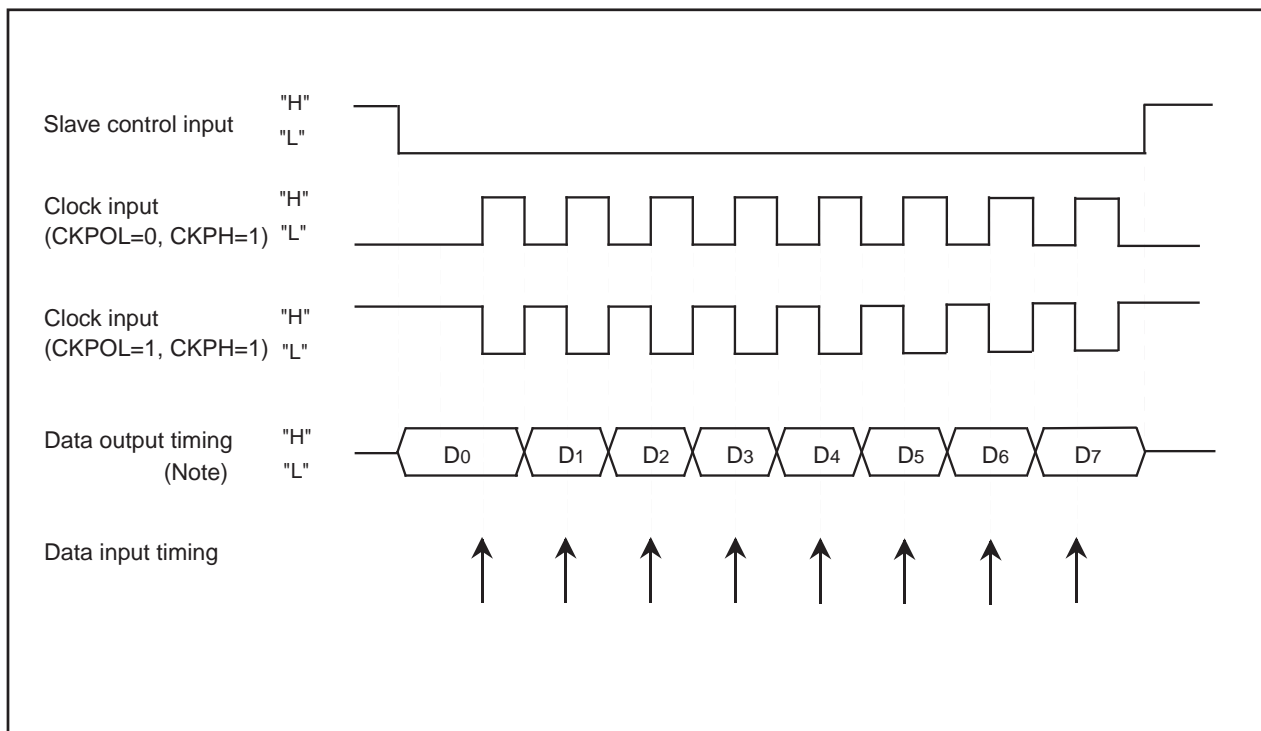 Slave control input
"H"
"L"
Clock input
(CKPOL=0, CKPH=1)
"H"
"L"
Clock input
(CKPOL=1, CKPH=1)
"H"
"L"
Data output timing
(Note)
"H"
"L"
D0 D1 D2 D3 D4 D5 D6 D7
Data input timing